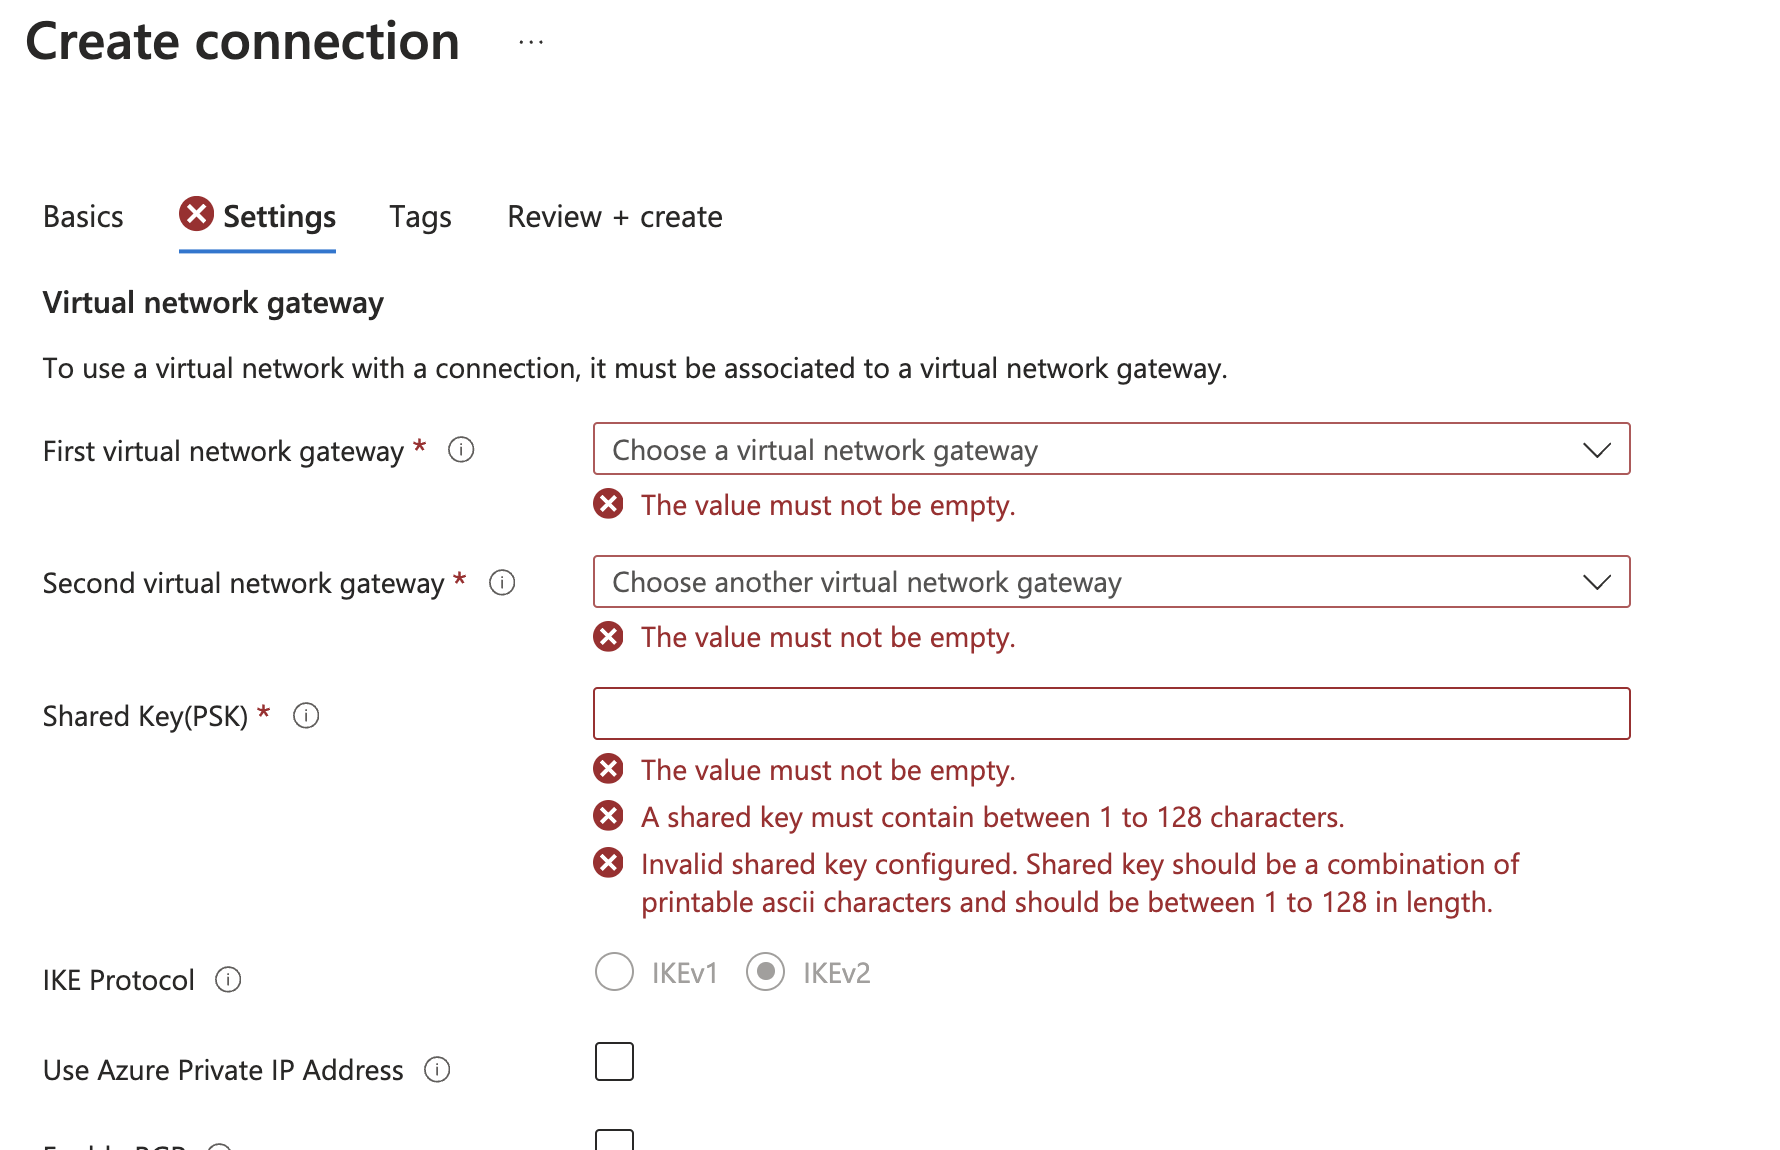 Create connection ...
Basics Settings Tags Review + create
Virtual network gateway
To use a virtual network with a connection, it must be associated to a virtual network gateway.
First virtual network gateway * Choose a virtual network gateway
The value must not be empty.
Second virtual network gateway * Choose another virtual network gateway
The value must not be empty.
Shared Key(PSK) *
The value must not be empty.
A shared key must contain between 1 to 128 characters.
Invalid shared key configured. Shared key should be a combination of
printable ascii characters and should be between 1 to 128 in length.
IKE Protocol IKEv1 IKEv2
Use Azure Private IP Address